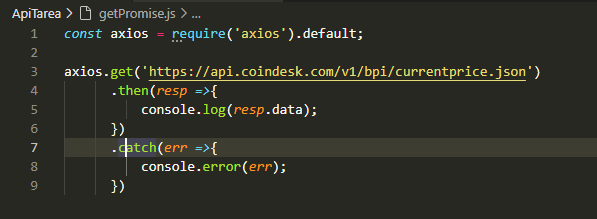 ApiTarea > getPromise.js > ...
1 const axios = require('axios').default;
2
3 axios.get('https://api.coindesk.com/v1/bpi/currentprice.json')
4 .then(resp =>{
5 console.log(resp.data);
6 })
7 .catch(err =>{
8 console.error(err);
9 })